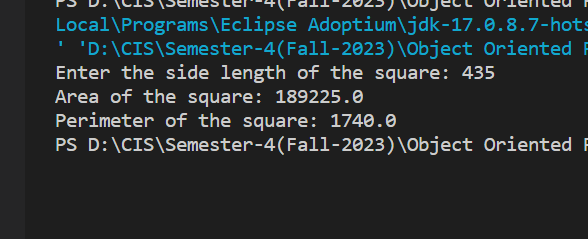 PS D:\CIS\Semester-4(Fall-2023)\Object Oriented
Local\Programs\Eclipse Adoptium\jdk-17.0.8.7-hots
' 'D:\CIS\Semester-4(Fall-2023)\Object Oriented
Enter the side length of the square: 435
Area of the square: 189225.0
Perimeter of the square: 1740.0
PS D:\CIS\Semester-4(Fall-2023)\Object Oriented